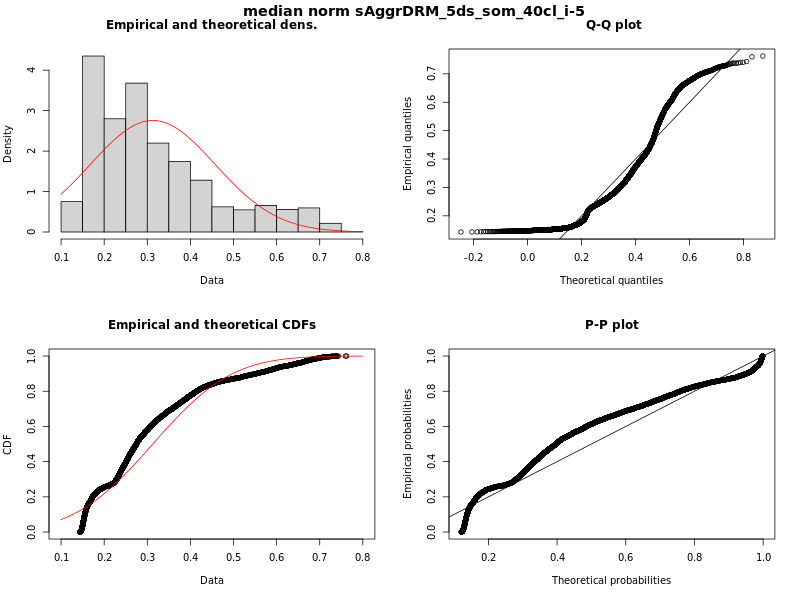 median norm sAggrDRM_5ds_som_40cl_i-5
Empirical and theoretical dens.
Density
0 1 2 3 4
0.1 0.2 0.3 0.4 0.5 0.6 0.7 0.8
Data
Q-Q plot
Empirical quantiles
0.2 0.3 0.4 0.5 0.6 0.7
-0.2 0.0 0.2 0.4 0.6 0.8
Theoretical quantiles
Empirical and theoretical CDFs
CDF
0.0 0.2 0.4 0.6 0.8 1.0
0.1 0.2 0.3 0.4 0.5 0.6 0.7 0.8
Data
P-P plot
Empirical probabilities
0.0 0.2 0.4 0.6 0.8 1.0
0.2 0.4 0.6 0.8 1.0
Theoretical probabilities